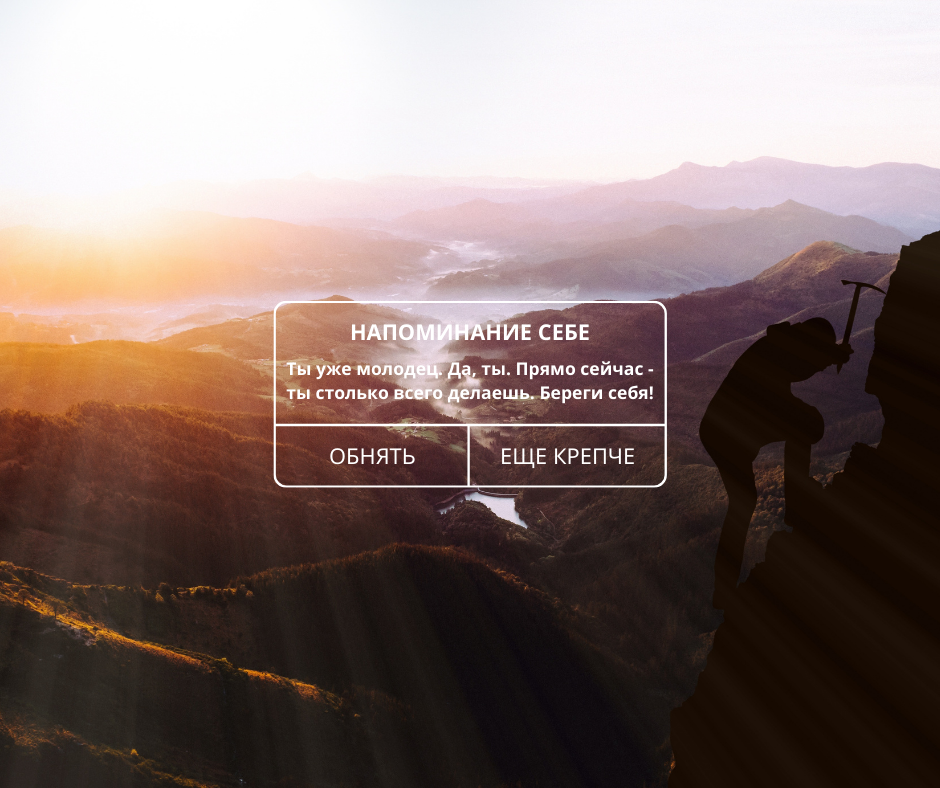 НАПОМИНАНИЕ СЕБЕ
Ты уже молодец. Да, ты. Прямо сейчас -
ты столько всего делаешь. Береги себя!
ОБНЯТЬ
ЕЩЕ КРЕПЧЕ